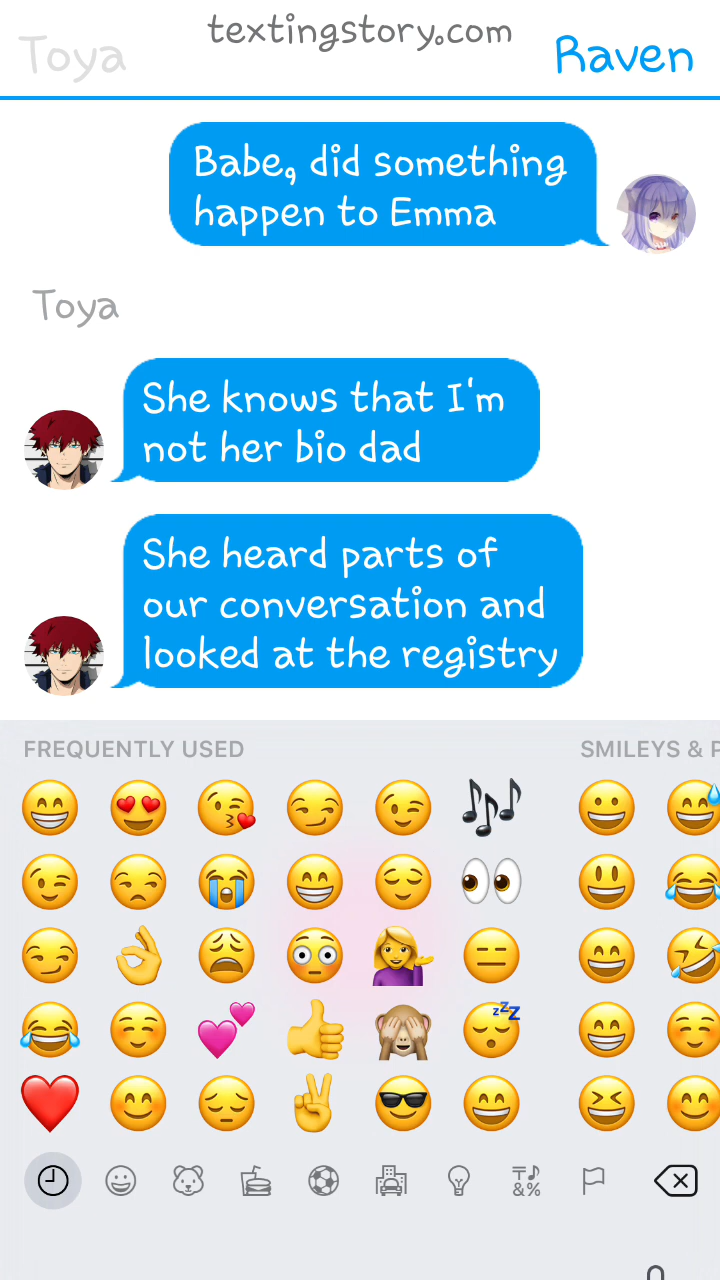 textingstory.com
Toya
Raven
Babe, did something
happen to Emma
Toya
She knows that I'm
not her bio dad
She heard parts of
our conversation and
looked at the registry
FREQUENTLY USED
SMILEYS & P
zzZ
&%